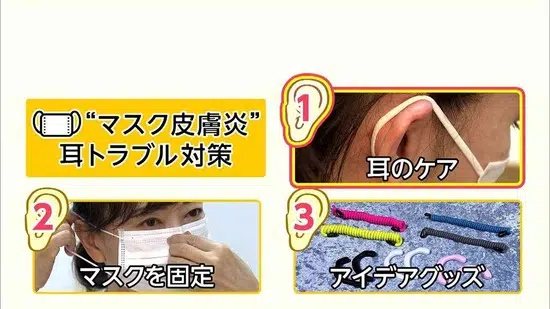 “マスク皮膚炎”
耳トラブル対策
1
耳のケア
2
マスクを固定
3
アイデアグッズ